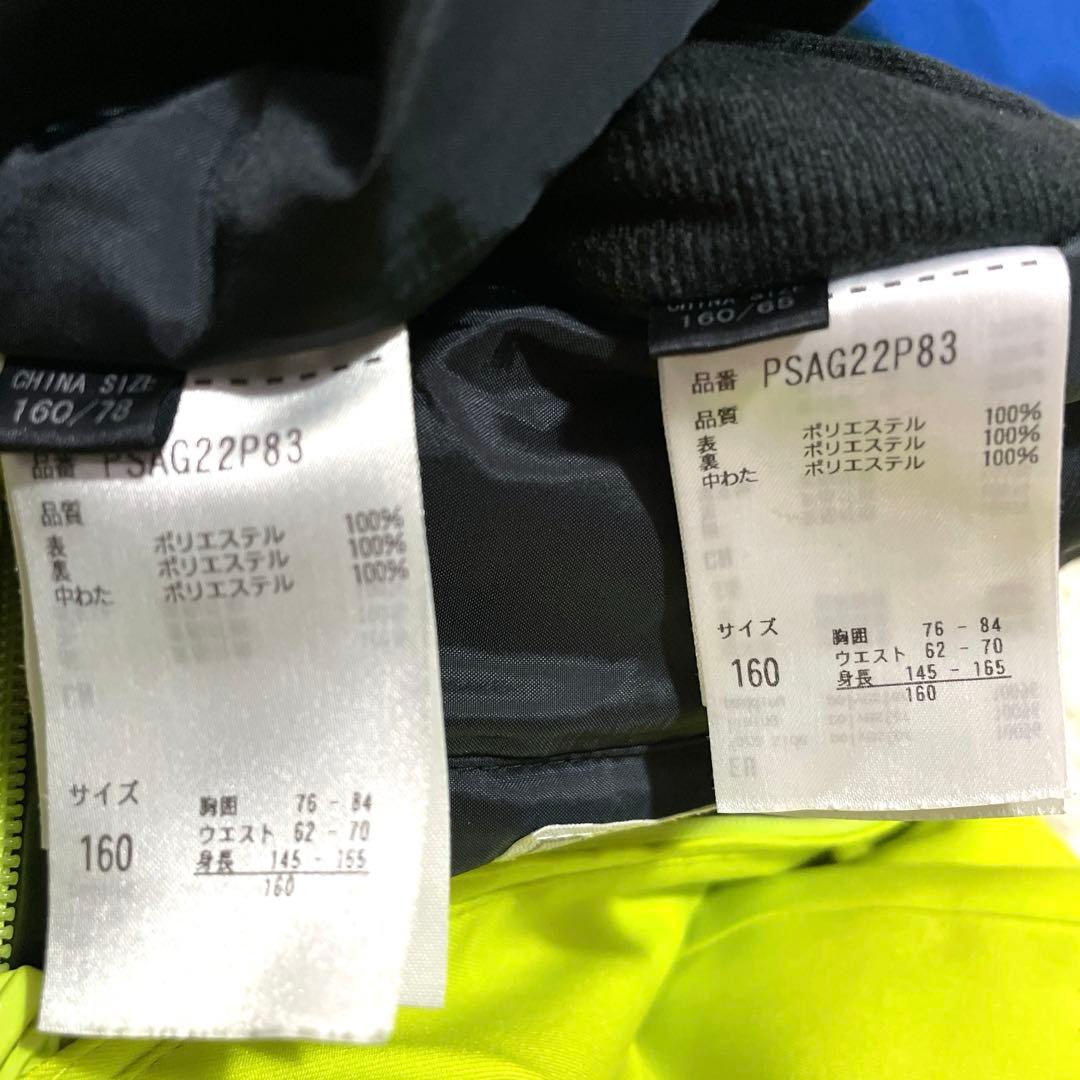 CHINA SIZE
160/78
品番 PSAG22P83
品質
表 ポリエステル 100%
裏 ポリエステル 100%
中わた ポリエステル 100%
サイズ
160
胸囲 76 - 84
ウエスト 62 - 70
身長 145 - 165
160
CHINA SIZE
160/65
品番 PSAG22P83
品質
表 ポリエステル 100%
裏 ポリエステル 100%
中わた ポリエステル 100%
サイズ
160
胸囲 76 - 84
ウエスト 62 - 70
身長 145 - 165
160